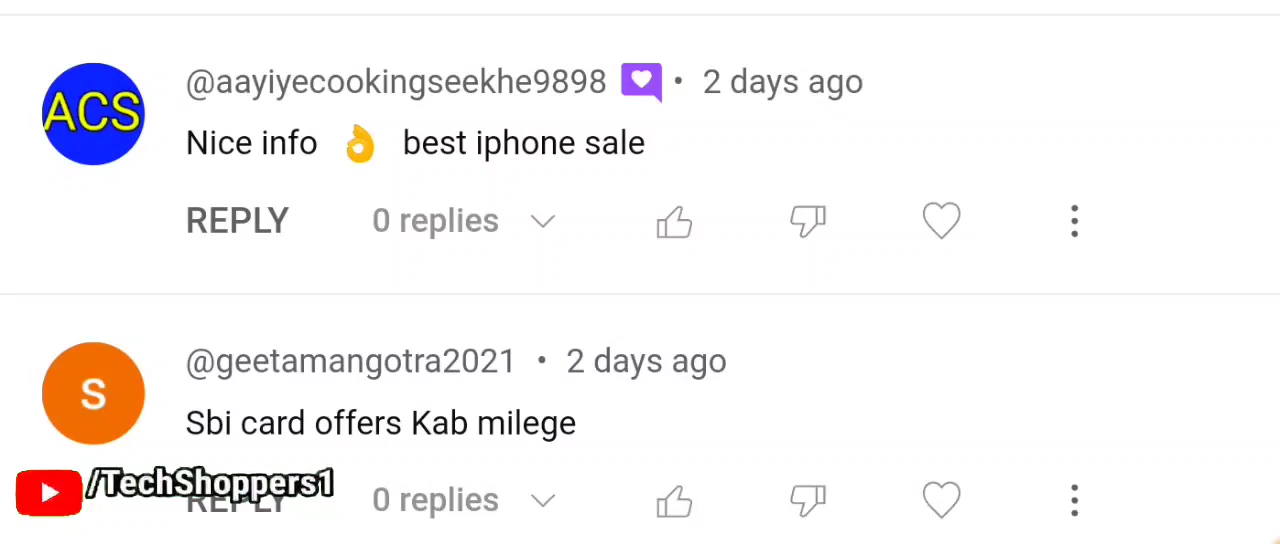 ACS
@aayiyecookingseekhe9898 • 2 days ago
Nice info 👌 best iphone sale
REPLY 0 replies
S
@geetamangotra2021 • 2 days ago
Sbi card offers Kab milege
/TechShoppers1
REPLY 0 replies